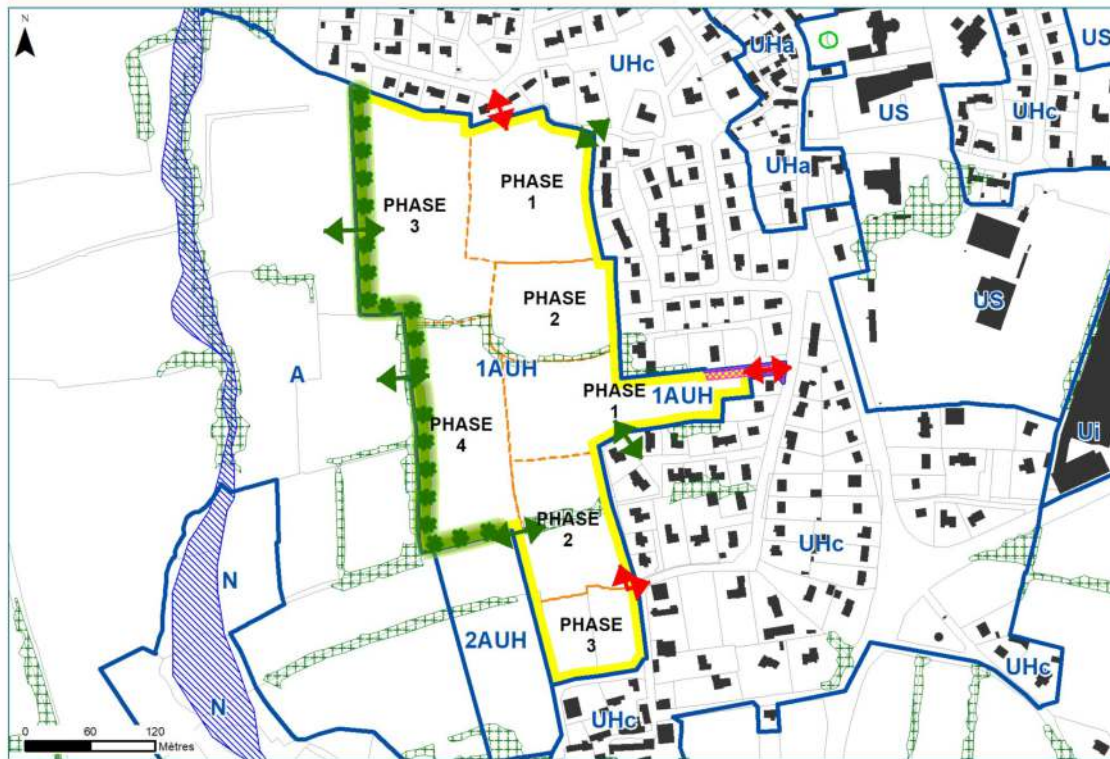 N
UHc
UHa
US
US
UHc
UHa
PHASE
1
PHASE
3
PHASE
2
US
A
1AUH
PHASE
1
1AUH
PHASE
4
Ui
PHASE
2
UHc
N
2AUH
PHASE
3
UHc
N
UHc
0 60 120
Mètres